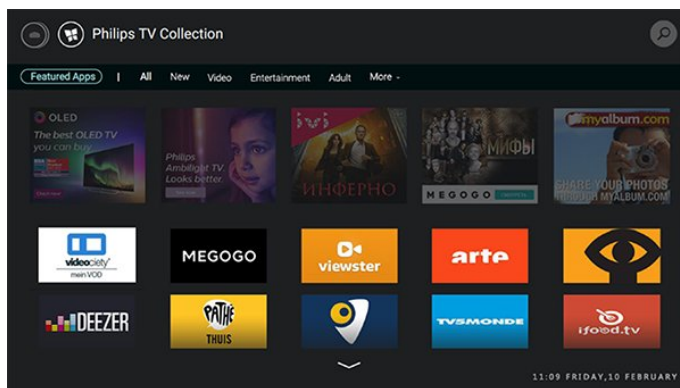 Philips TV Collection
Featured Apps | All New Video Entertainment Adult More
OLED
The best OLED TV
you can buy
Philips
Ambilight TV.
Looks better.
ivi
ИНФЕРНО
МИФЫ
MEGOGO
myalbum.com
SHARE YOUR PHOTOS
THROUGH MYALBUM.COM
videociety
mein VOD
MEGOGO
viewster
arte
DEEZER
PATHÉ
THUIS
TV5MONDE
ifood.tv
11:09 FRIDAY,10 FEBRUARY